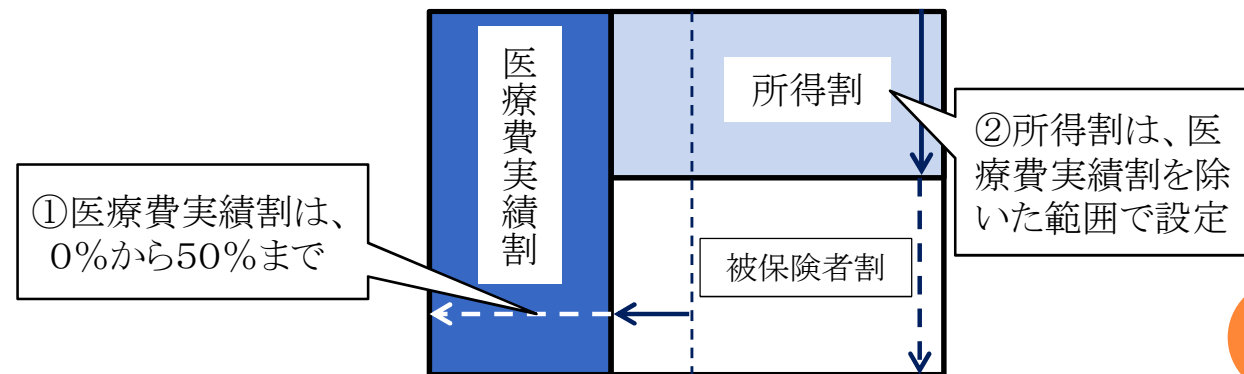 医療費実績割
所得割
被保険者割
①医療費実績割は、
0%から50%まで
②所得割は、医
療費実績割を除
いた範囲で設定